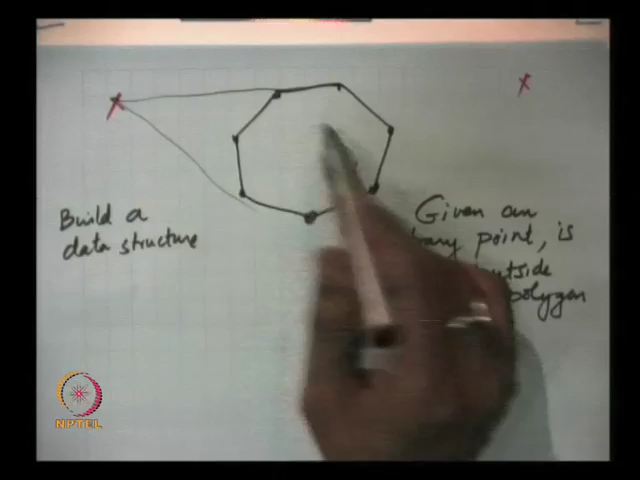 Build a
data structure
Given an
point, is
outside
polygon
NPTEL